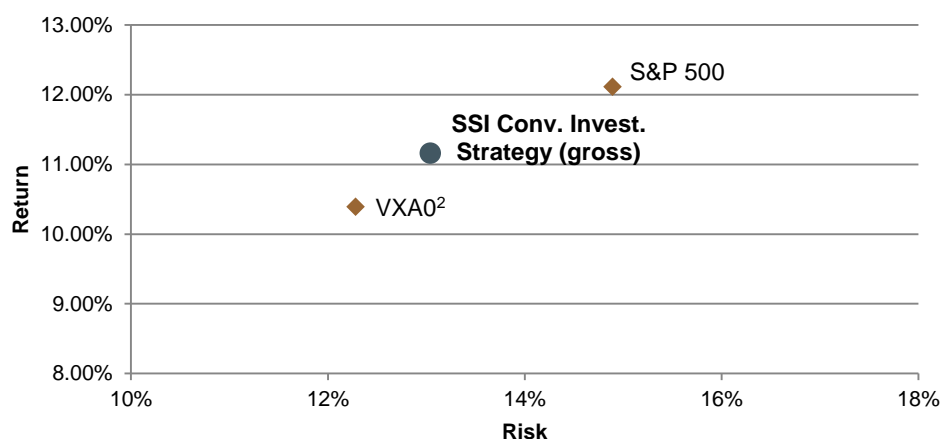 13.00%
12.00%
11.00%
10.00%
9.00%
8.00%
Return
S&P 500
SSI Conv. Invest.
Strategy (gross)
VXA0²
10%
12%
14%
16%
18%
Risk